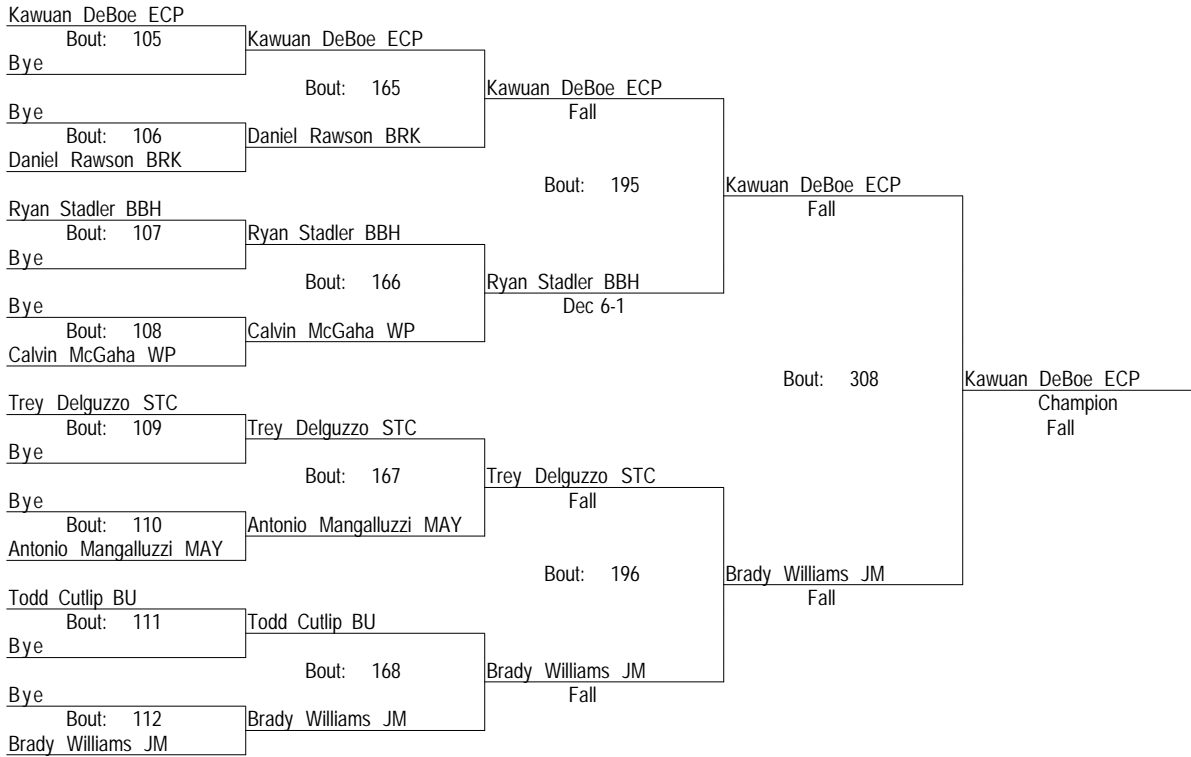 Kawuan DeBoe ECP
Bout: 105
Kawuan DeBoe ECP
Bye
Bout: 165
Kawuan DeBoe ECP
Fall
Bye
Bout: 106
Daniel Rawson BRK
Daniel Rawson BRK
Bout: 195
Kawuan DeBoe ECP
Fall
Ryan Stadler BBH
Bout: 107
Ryan Stadler BBH
Bye
Bout: 166
Ryan Stadler BBH
Dec 6-1
Bye
Bout: 108
Calvin McGaha WP
Calvin McGaha WP
Bout: 308
Kawuan DeBoe ECP
Champion
Fall
Trey Delguzzo STC
Bout: 109
Trey Delguzzo STC
Bye
Bout: 167
Trey Delguzzo STC
Fall
Bye
Bout: 110
Antonio Mangalluzzi MAY
Antonio Mangalluzzi MAY
Bout: 196
Brady Williams JM
Fall
Todd Cutlip BU
Bout: 111
Todd Cutlip BU
Bye
Bout: 168
Brady Williams JM
Fall
Bye
Bout: 112
Brady Williams JM
Brady Williams JM